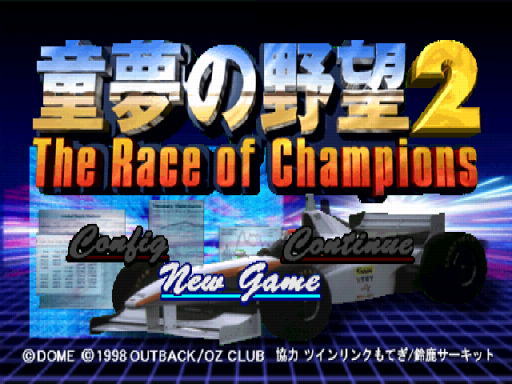 童夢の野望2
The Race of Champions
Config
Continue
New Game
©DOME ©1998 OUTBACK/OZ CLUB 協力 ツインリンクもてぎ/鈴鹿サーキット